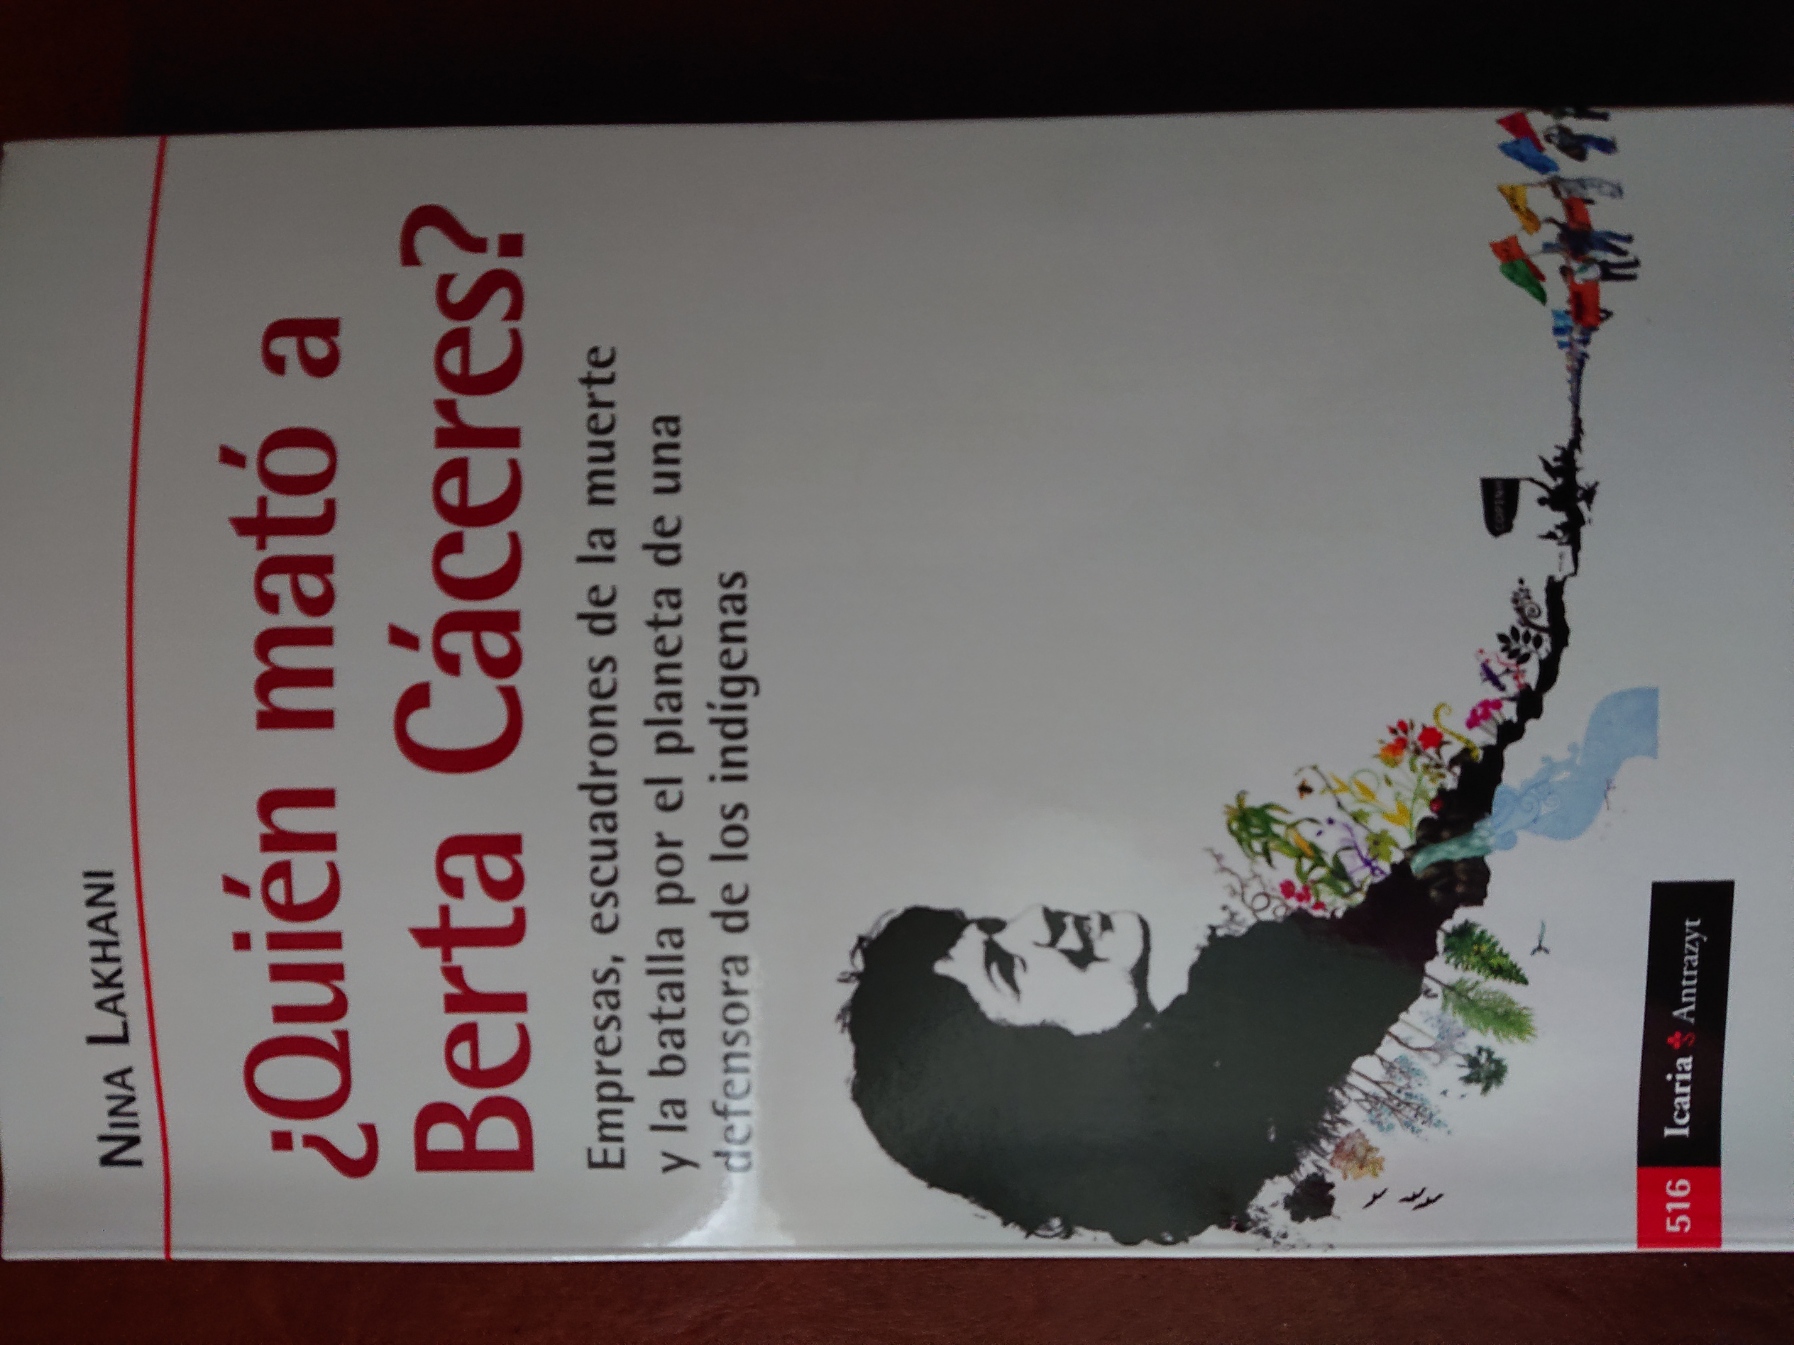 NINA LAKHANI
¿Quién mató a
Berta Cáceres?
Empresas, escuadrones de la muerte
y la batalla por el planeta de una
defensora de los indígenas
COPINH
516 Icaria Antrazyt